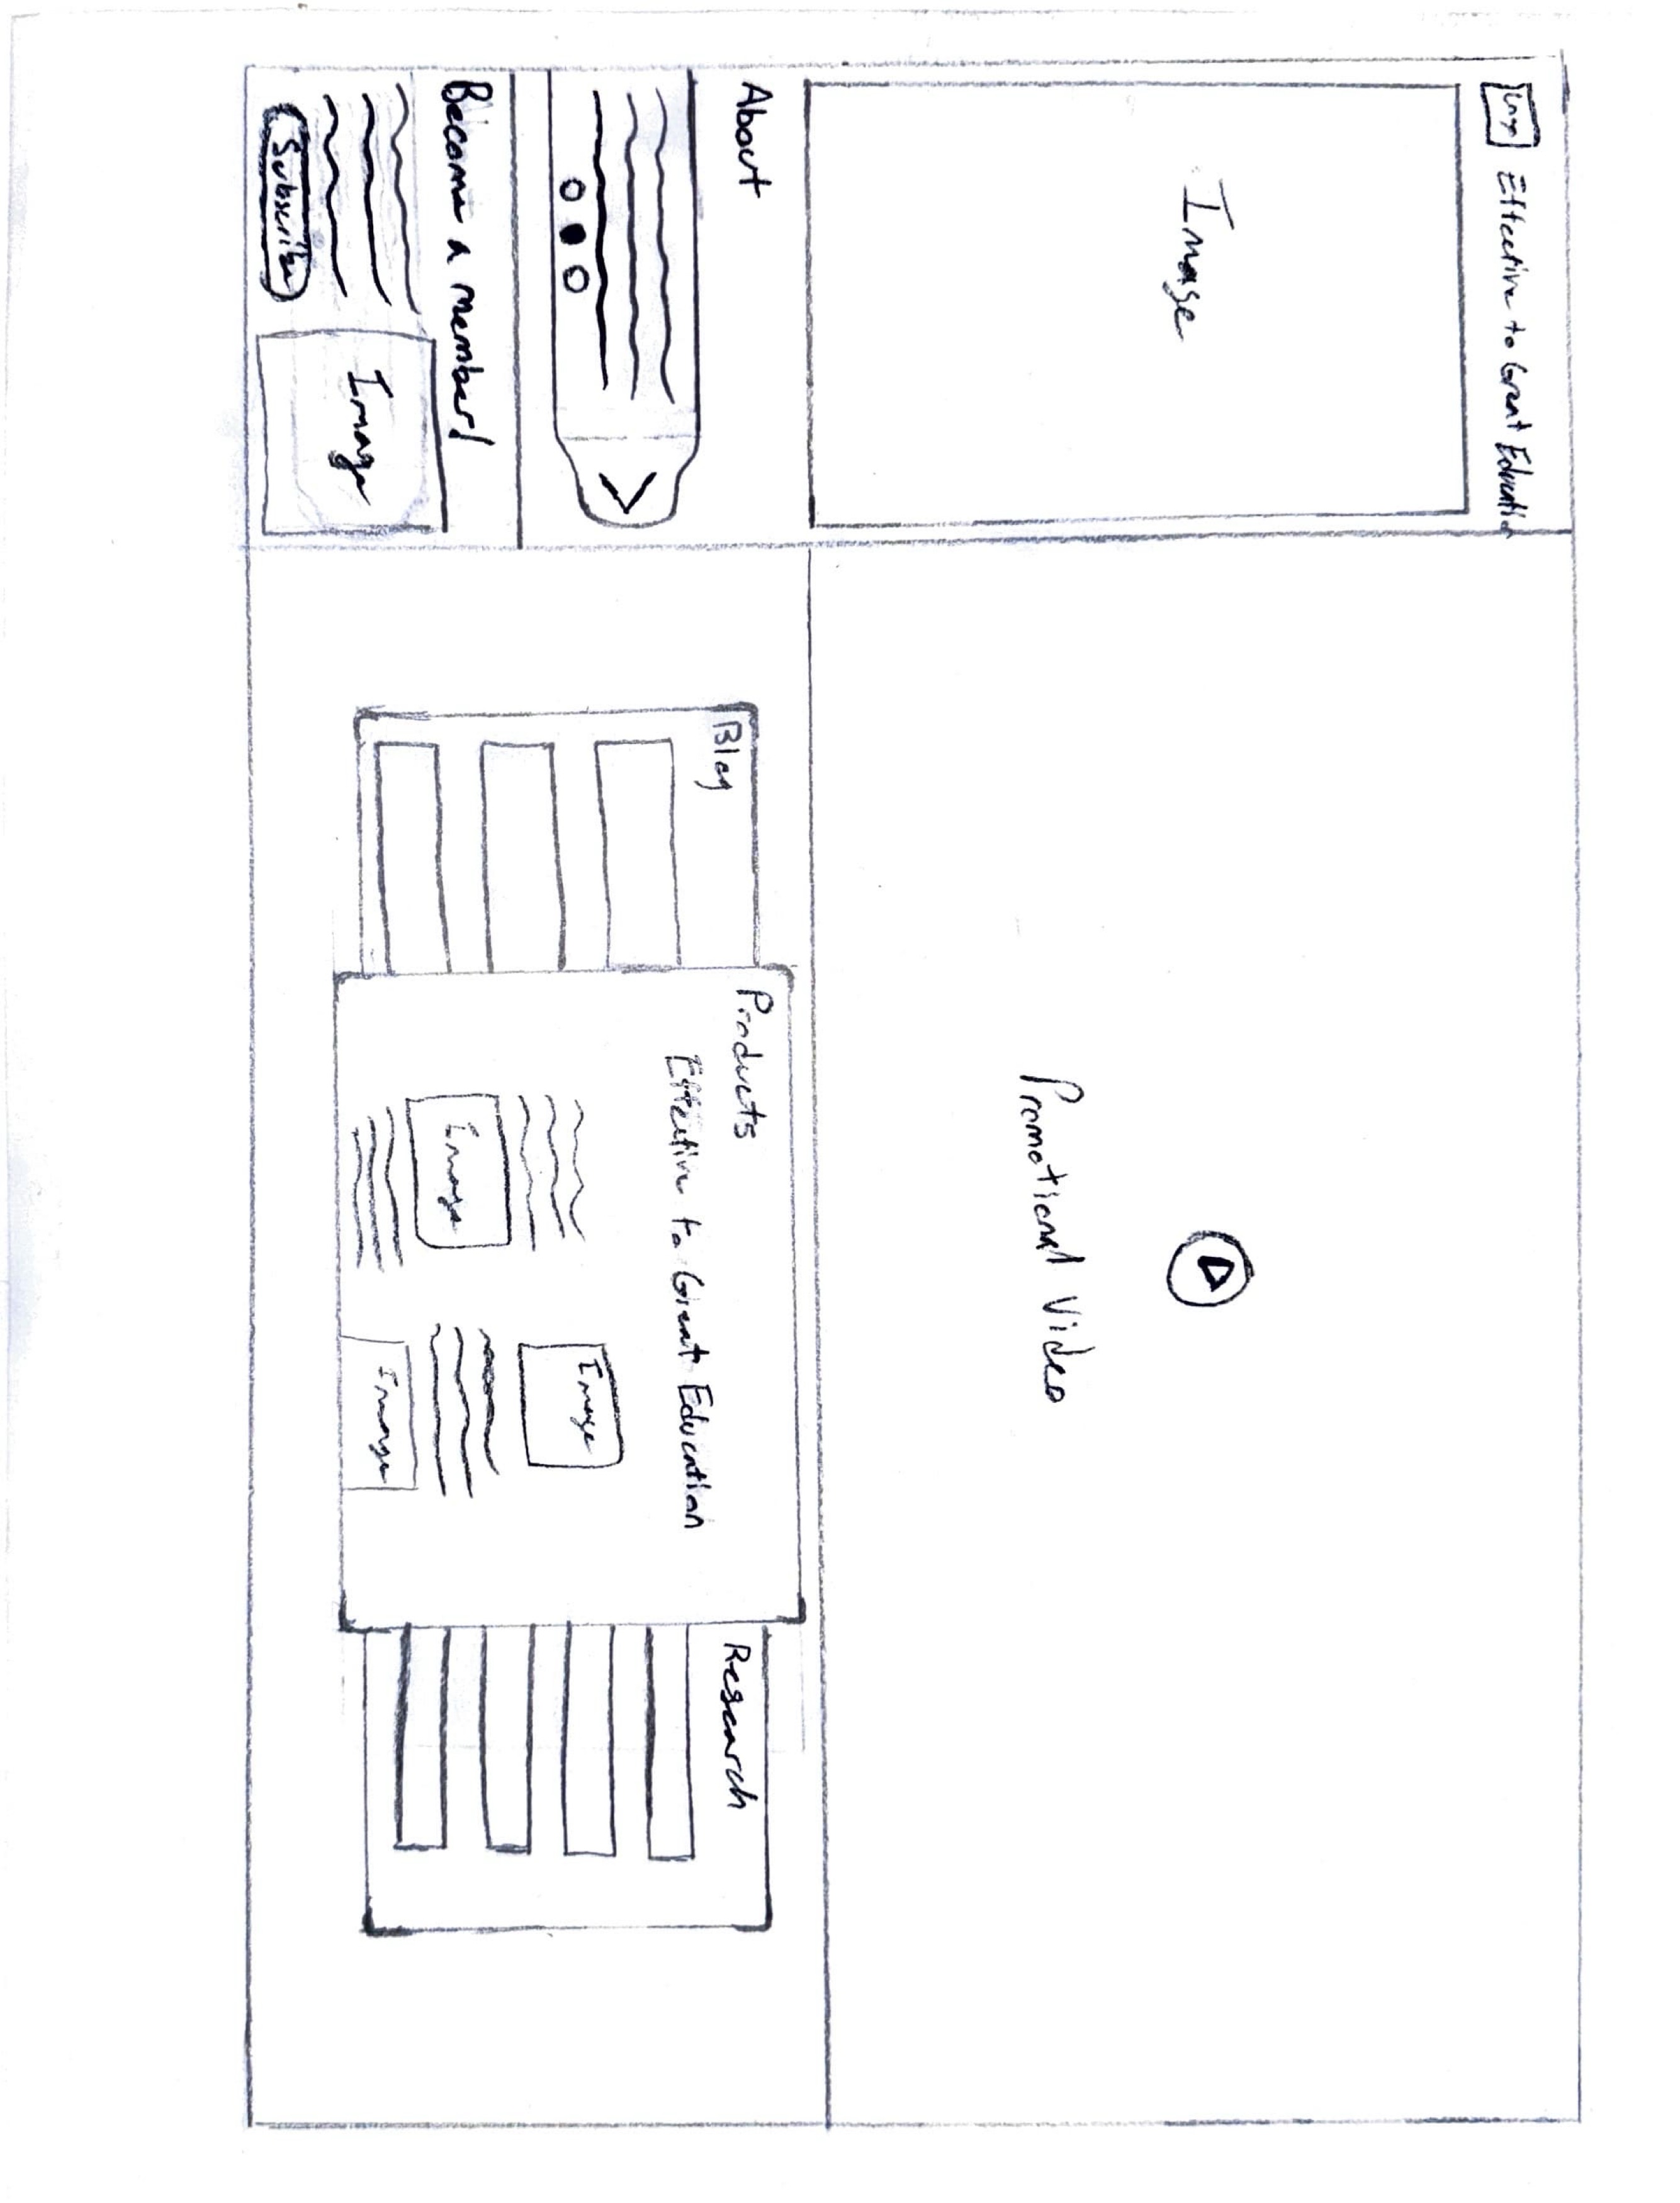 Effective to Great Education
Image
About
Become a member!
Subscribe
Image
Promotional Video
Blog
Products
Effective to Great Education
Image
Image
Image
Research